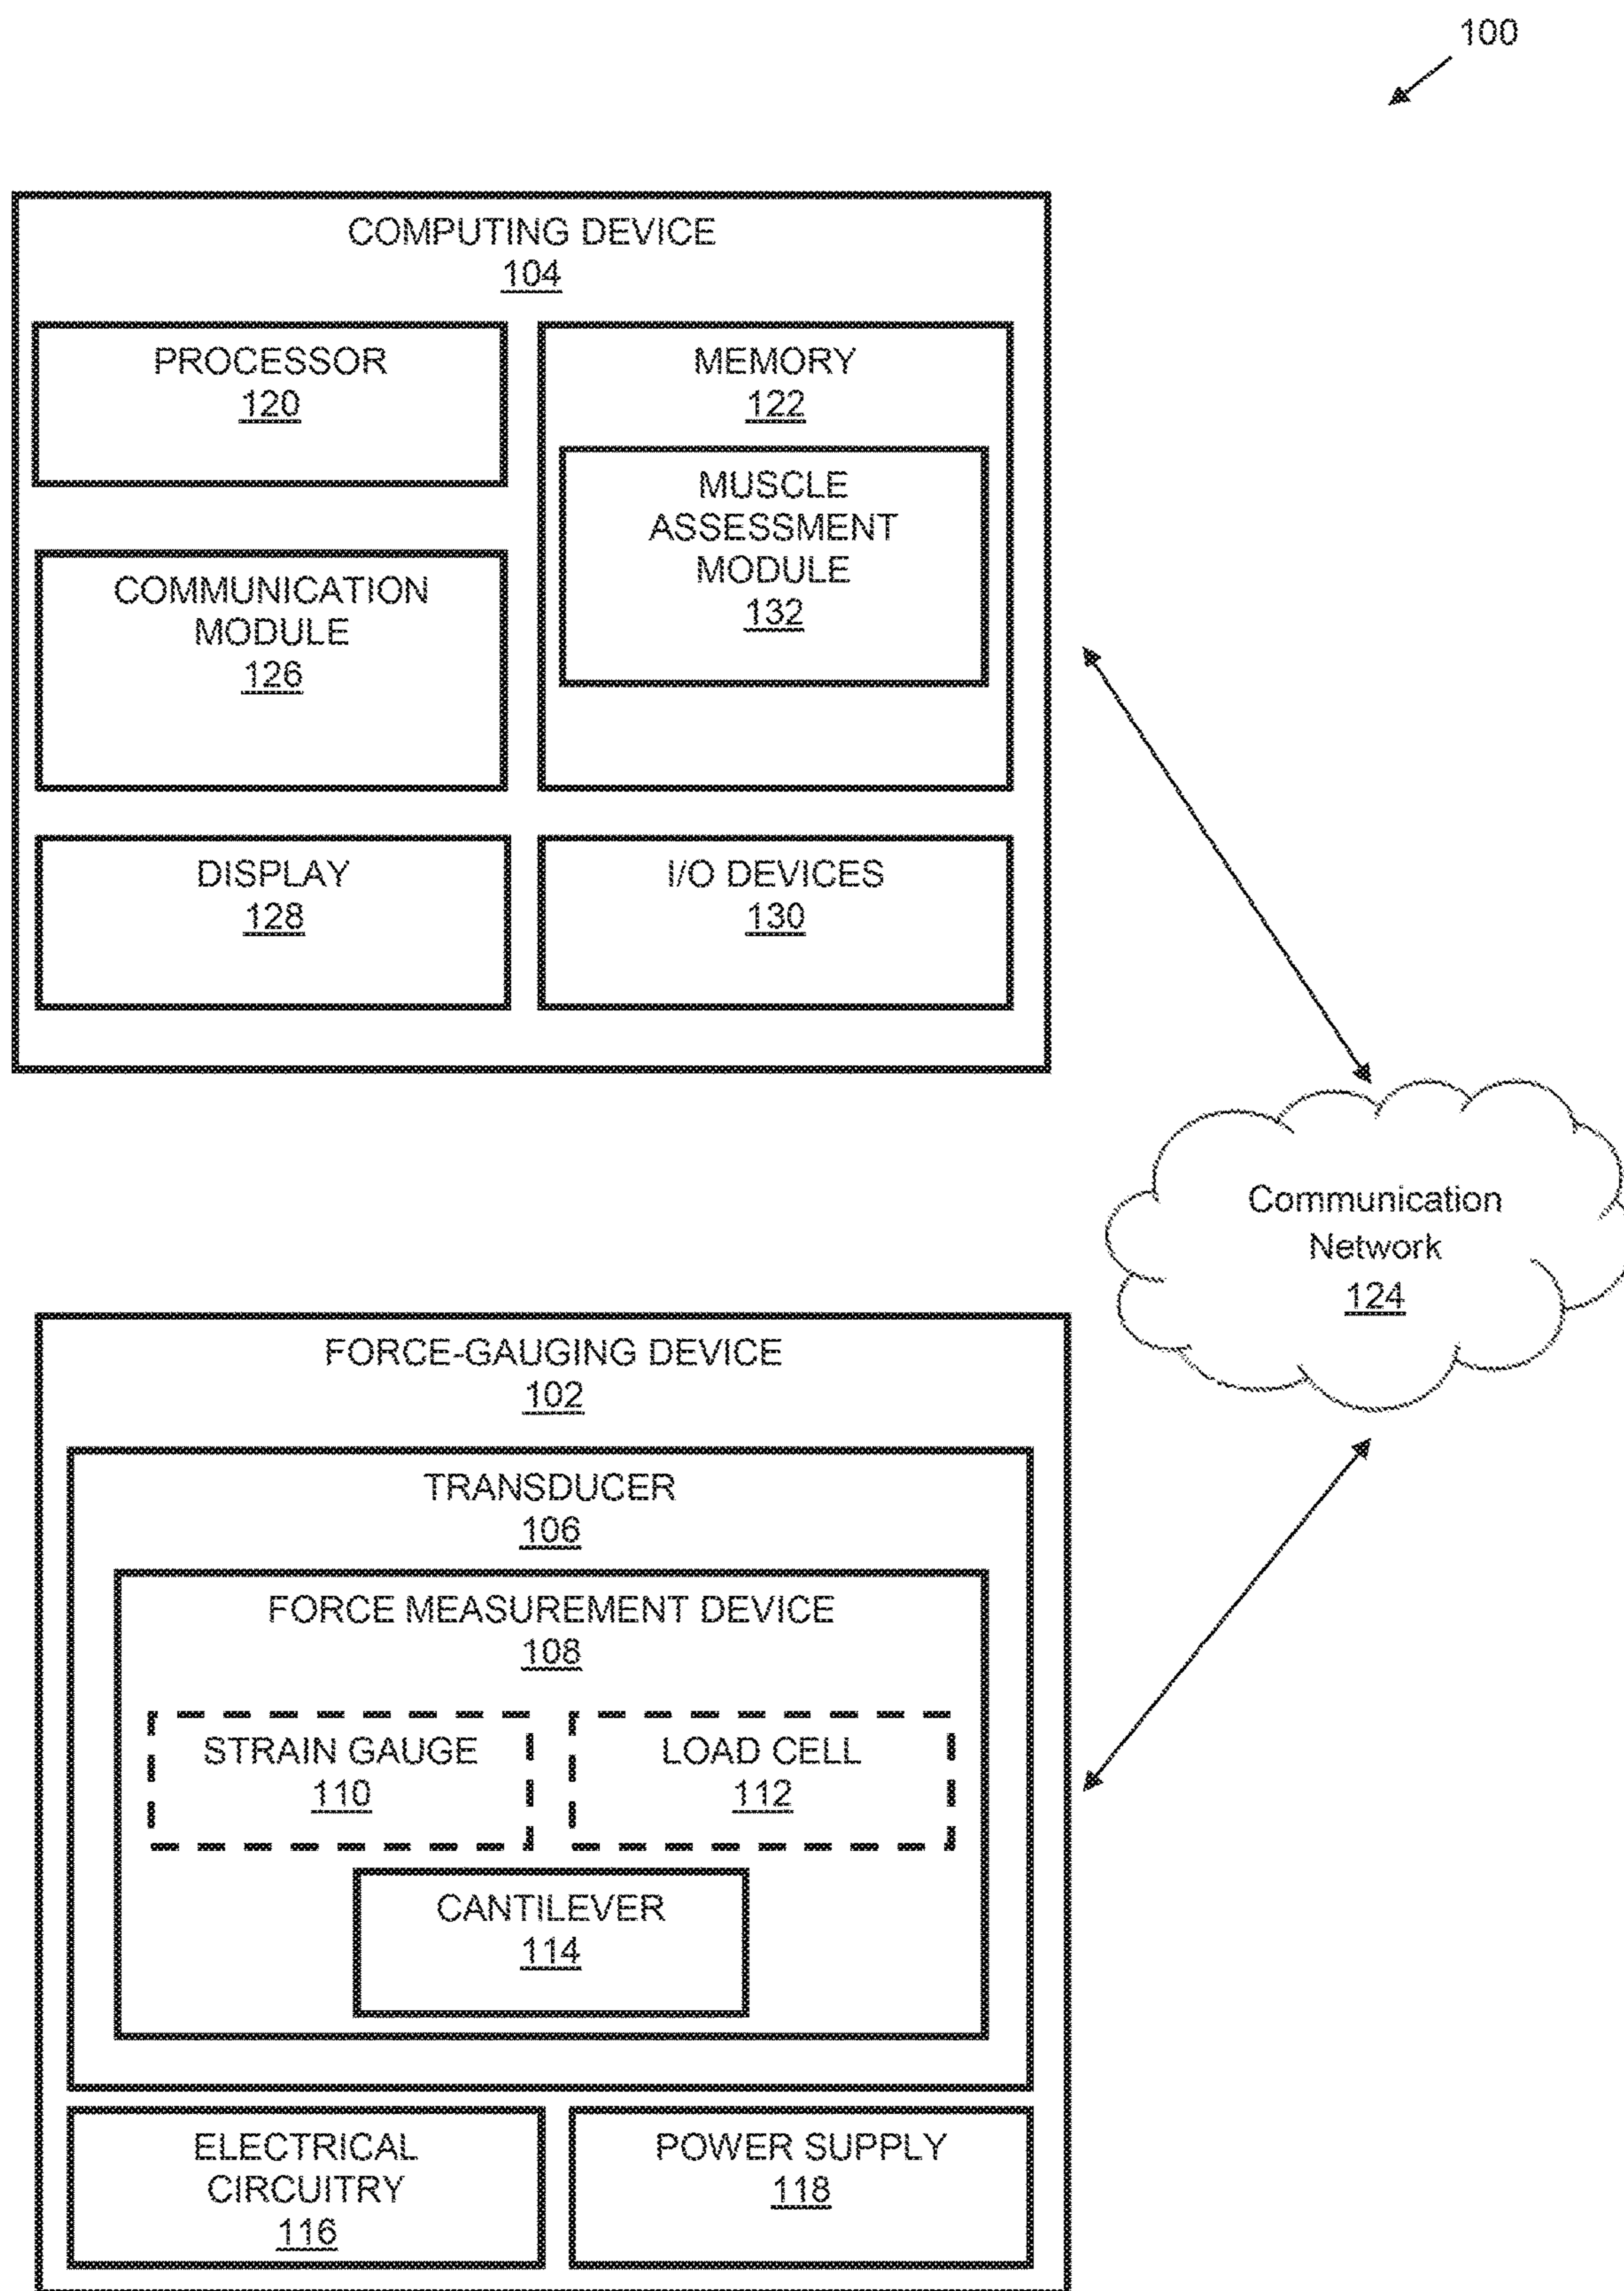 100
COMPUTING DEVICE
104
PROCESSOR
120
MEMORY
122
MUSCLE
ASSESSMENT
MODULE
132
COMMUNICATION
MODULE
126
DISPLAY
128
I/O DEVICES
130
Communication
Network
124
FORCE-GAUGING DEVICE
102
TRANSDUCER
106
FORCE MEASUREMENT DEVICE
108
STRAIN GAUGE
110
LOAD CELL
112
CANTILEVER
114
ELECTRICAL
CIRCUITRY
116
POWER SUPPLY
118